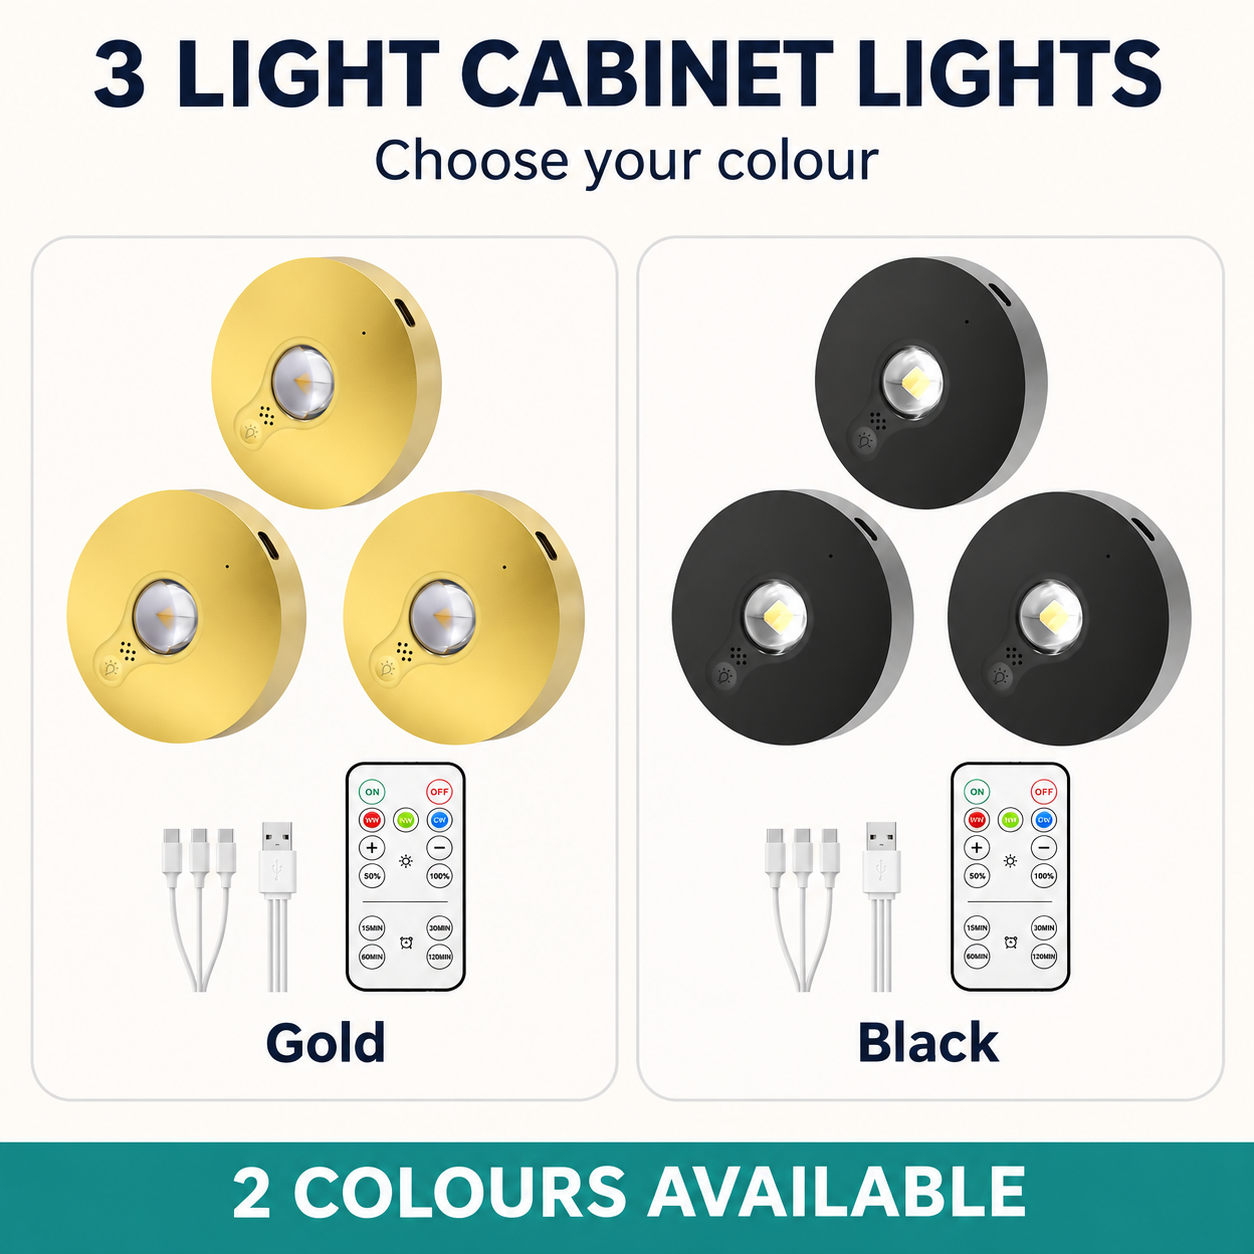 3 LIGHT CABINET LIGHTS
Choose your colour
ON OFF
WW NW CW
+ −
50% 100%
15MIN 30MIN
60MIN 120MIN
Gold
ON OFF
WW NW CW
+ −
50% 100%
15MIN 30MIN
60MIN 120MIN
Black
2 COLOURS AVAILABLE